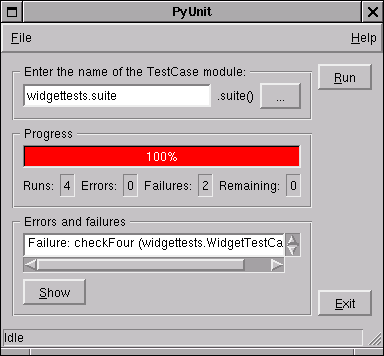 PyUnit
File Help
Enter the name of the TestCase module:
Run
widgettests.suite .suite() ...
Progress
100%
Runs: 4 Errors: 0 Failures: 2 Remaining: 0
Errors and failures
Failure: checkFour (widgettests.WidgetTestCa
Show
Exit
Idle